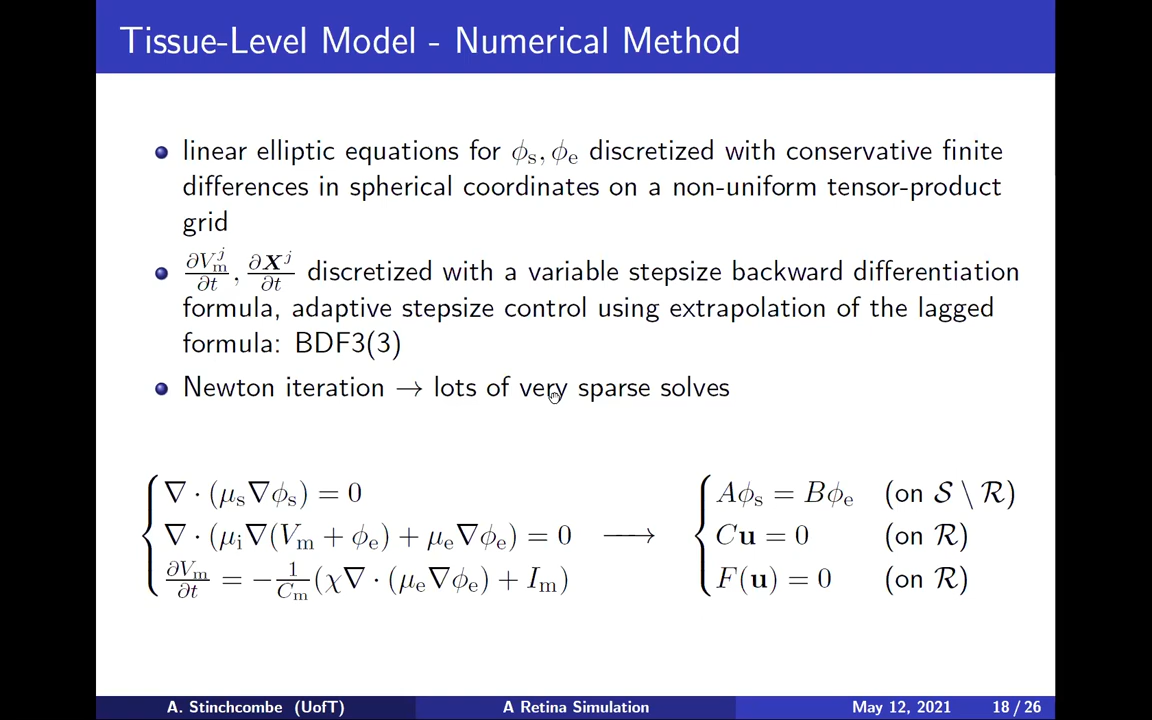 Tissue-Level Model - Numerical Method
linear elliptic equations for ϕₛ, ϕₑ discretized with conservative finite
differences in spherical coordinates on a non-uniform tensor-product
grid
∂V_m^j/∂t, ∂X^j/∂t discretized with a variable stepsize backward differentiation
formula, adaptive stepsize control using extrapolation of the lagged
formula: BDF3(3)
Newton iteration → lots of very sparse solves
∇ · (μₛ∇ϕₛ) = 0
∇ · (μᵢ∇(V_m + ϕₑ) + μₑ∇ϕₑ) = 0 ⟶
∂V_m/∂t = −1/C_m (χ∇ · (μₑ∇ϕₑ) + I_m)
Aϕₛ = Bϕₑ (on 𝒮 \ ℛ)
Cu = 0 (on ℛ)
F(u) = 0 (on ℛ)
A. Stinchcombe (UofT) A Retina Simulation May 12, 2021 18 / 26